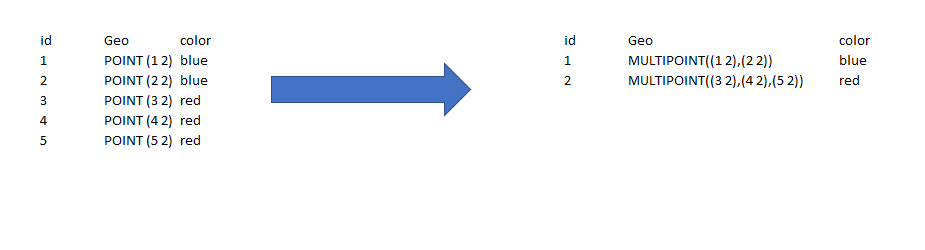 id Geo color
1 POINT (1 2) blue
2 POINT (2 2) blue
3 POINT (3 2) red
4 POINT (4 2) red
5 POINT (5 2) red
id Geo color
1 MULTIPOINT((1 2),(2 2)) blue
2 MULTIPOINT((3 2),(4 2),(5 2)) red